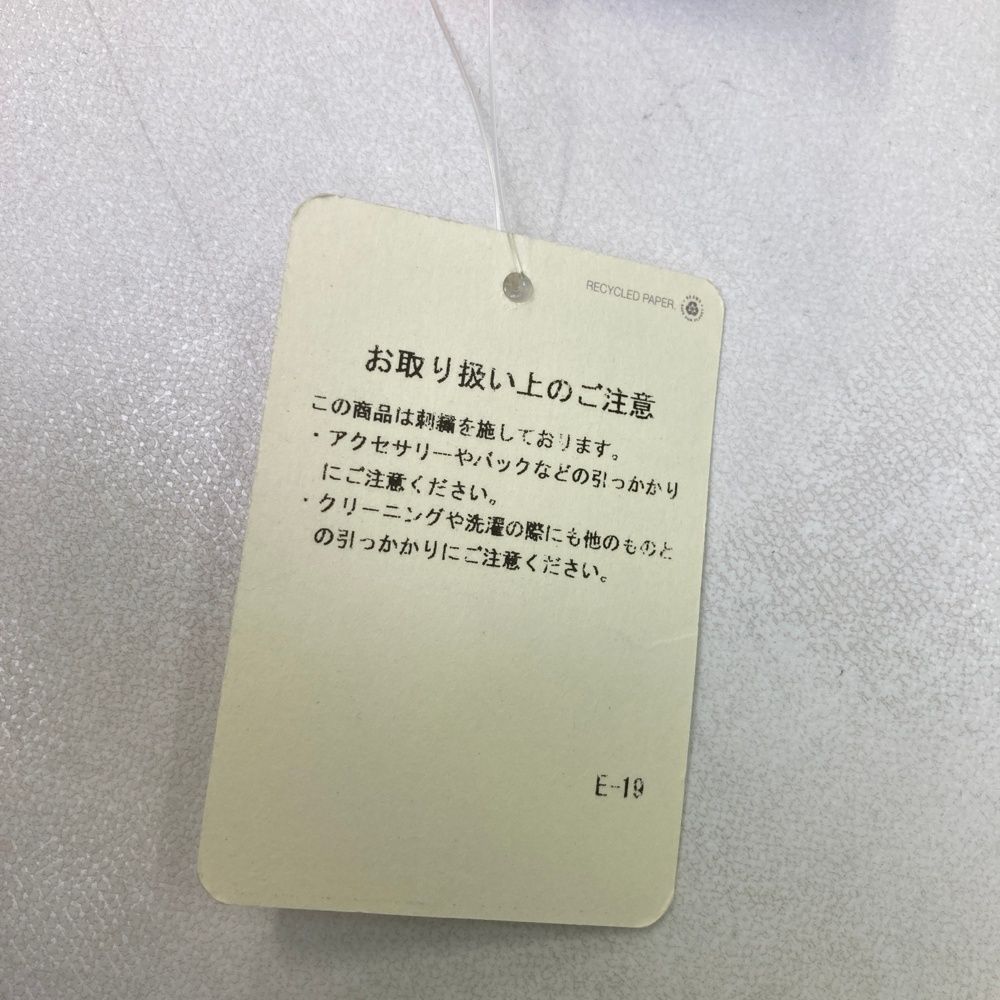 RECYCLED PAPER.
お取り扱い上のご注意
この商品は刺繍を施しております。
・アクセサリーやバックなどの引っかかり
にご注意ください。
・クリーニングや洗濯の際にも他のものと
の引っかかりにご注意ください。
E-19